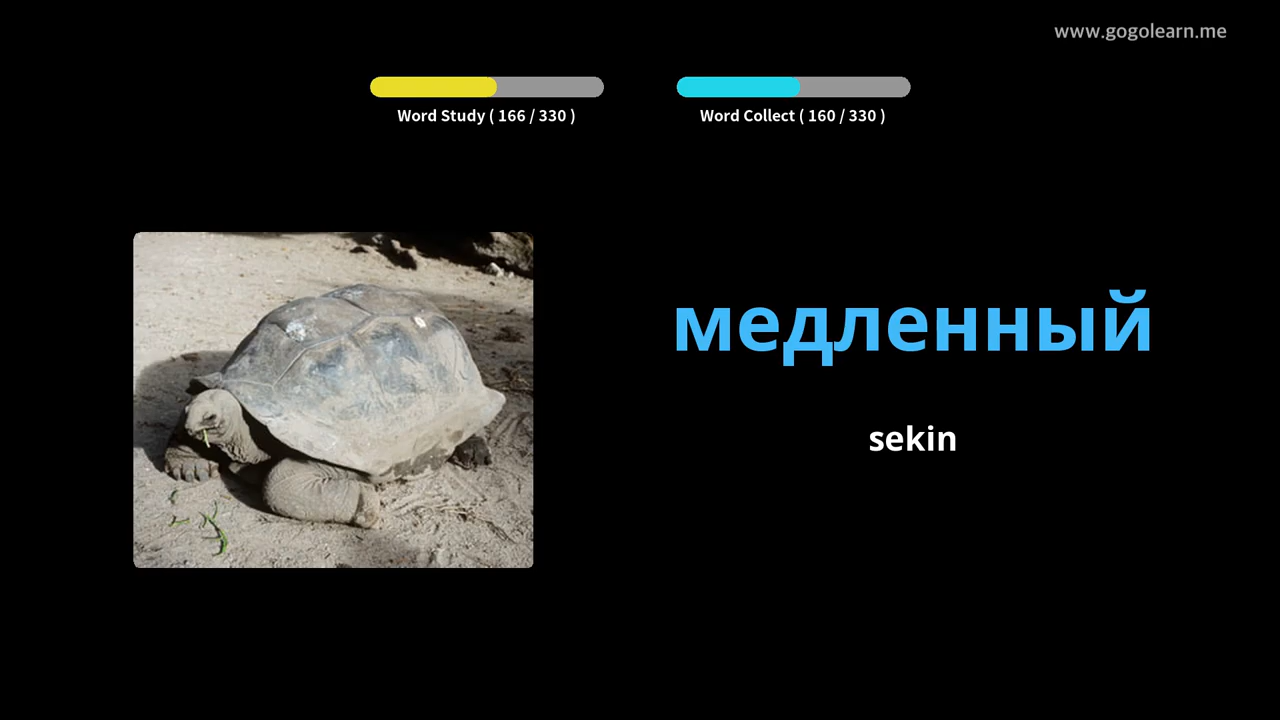 www.gogolearn.me
Word Study ( 166 / 330 )
Word Collect ( 160 / 330 )
медленный
sekin